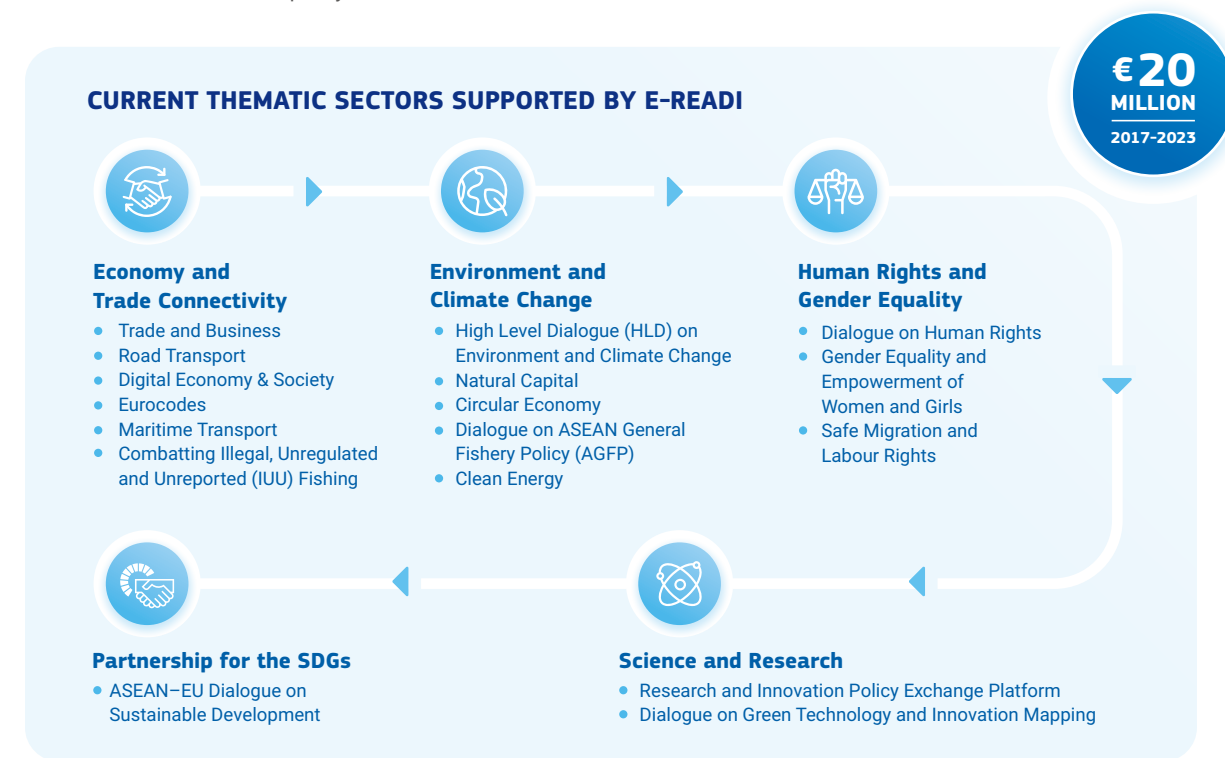 €20
MILLION
2017-2023
CURRENT THEMATIC SECTORS SUPPORTED BY E-READI
Economy and
Trade Connectivity
• Trade and Business
• Road Transport
• Digital Economy & Society
• Eurocodes
• Maritime Transport
• Combatting Illegal, Unregulated
and Unreported (IUU) Fishing
Environment and
Climate Change
• High Level Dialogue (HLD) on
Environment and Climate Change
• Natural Capital
• Circular Economy
• Dialogue on ASEAN General
Fishery Policy (AGFP)
• Clean Energy
Human Rights and
Gender Equality
• Dialogue on Human Rights
• Gender Equality and
Empowerment of
Women and Girls
• Safe Migration and
Labour Rights
Partnership for the SDGs
• ASEAN–EU Dialogue on
Sustainable Development
Science and Research
• Research and Innovation Policy Exchange Platform
• Dialogue on Green Technology and Innovation Mapping